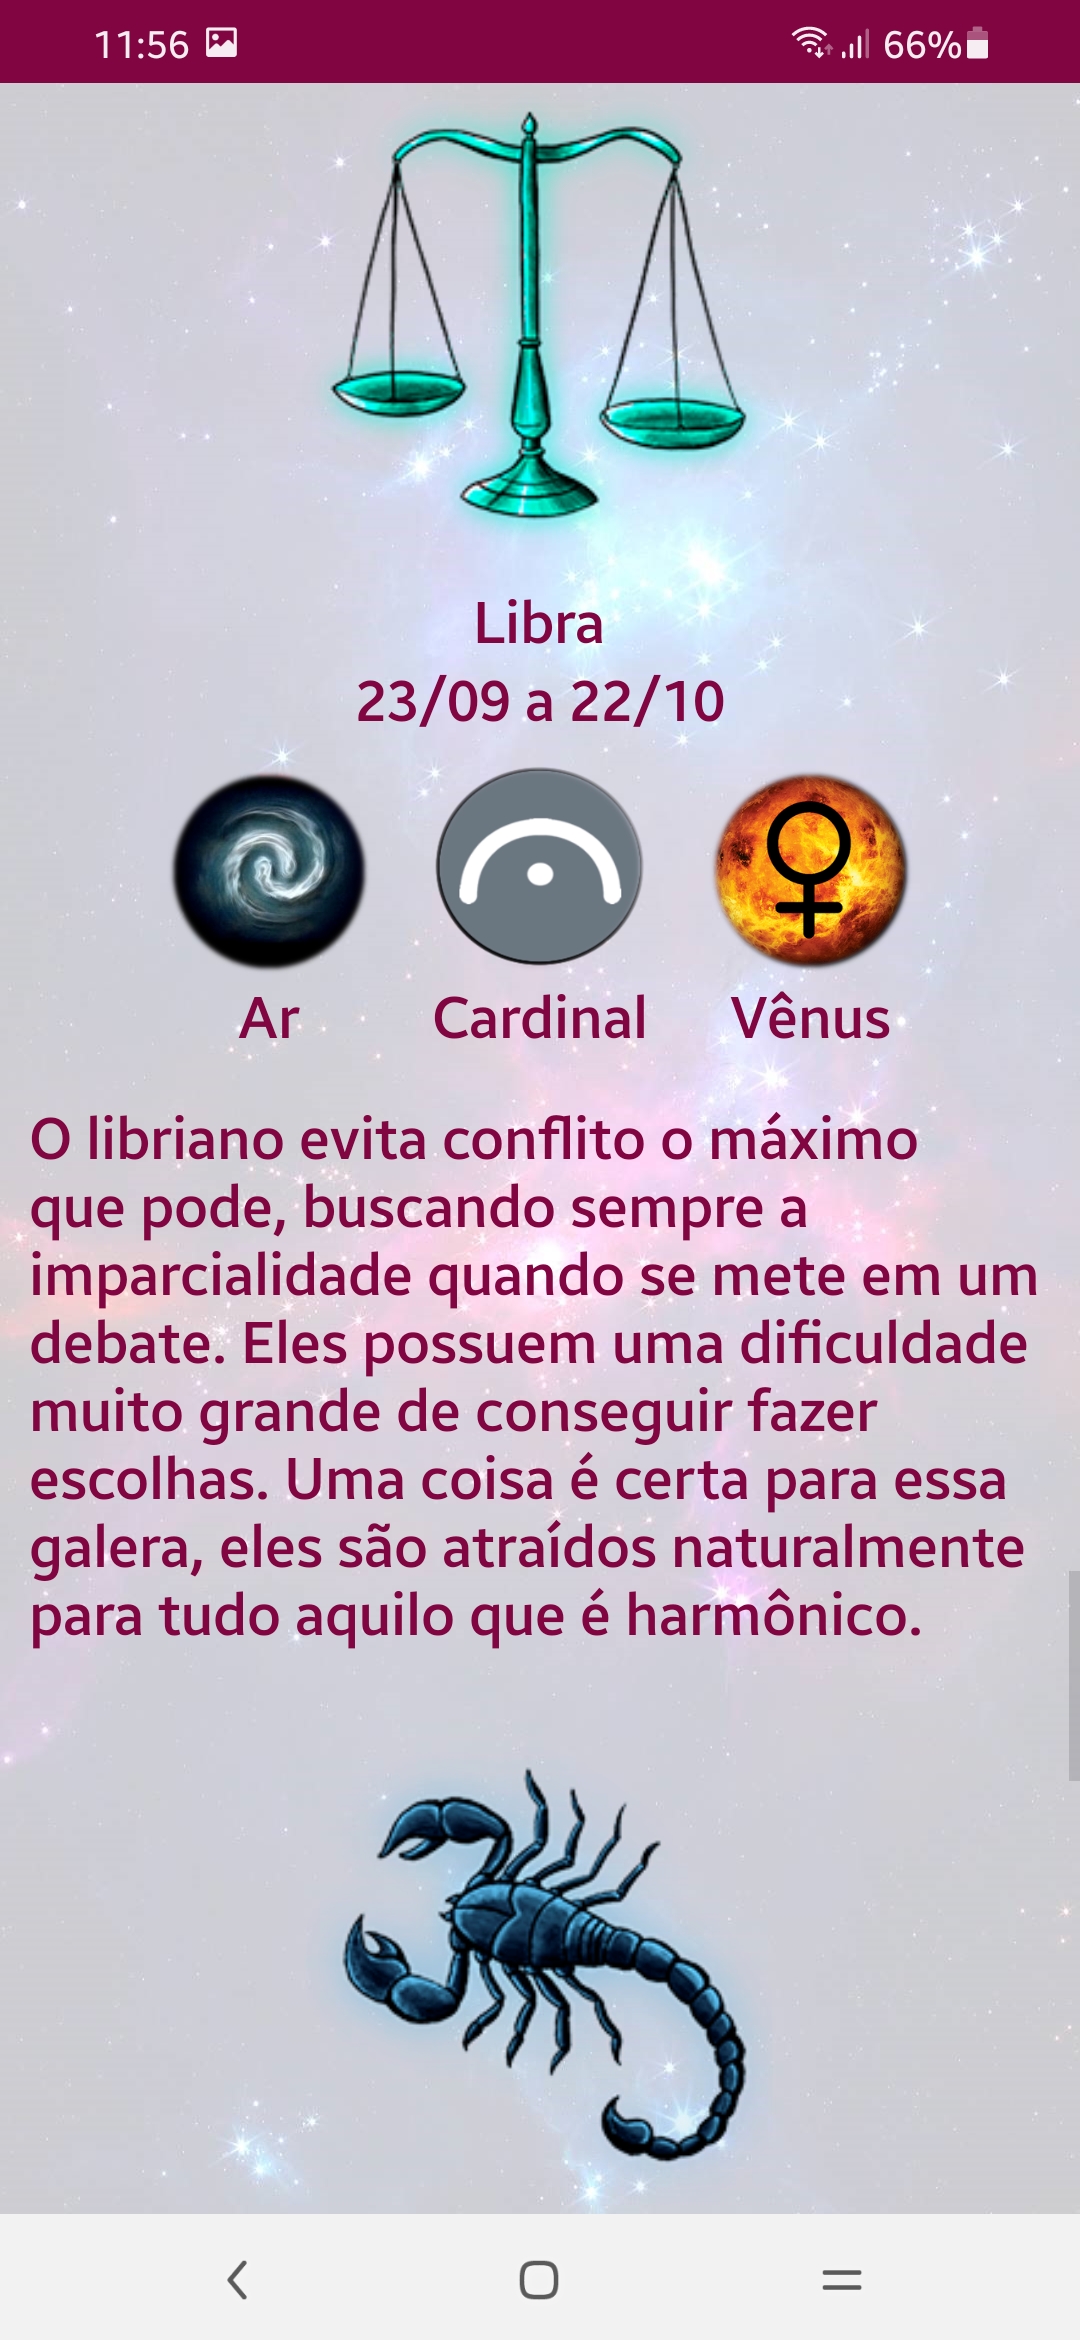 11:56
66%
Libra
23/09 a 22/10
Ar
Cardinal
Vênus
O libriano evita conflito o máximo
que pode, buscando sempre a
imparcialidade quando se mete em um
debate. Eles possuem uma dificuldade
muito grande de conseguir fazer
escolhas. Uma coisa é certa para essa
galera, eles são atraídos naturalmente
para tudo aquilo que é harmônico.